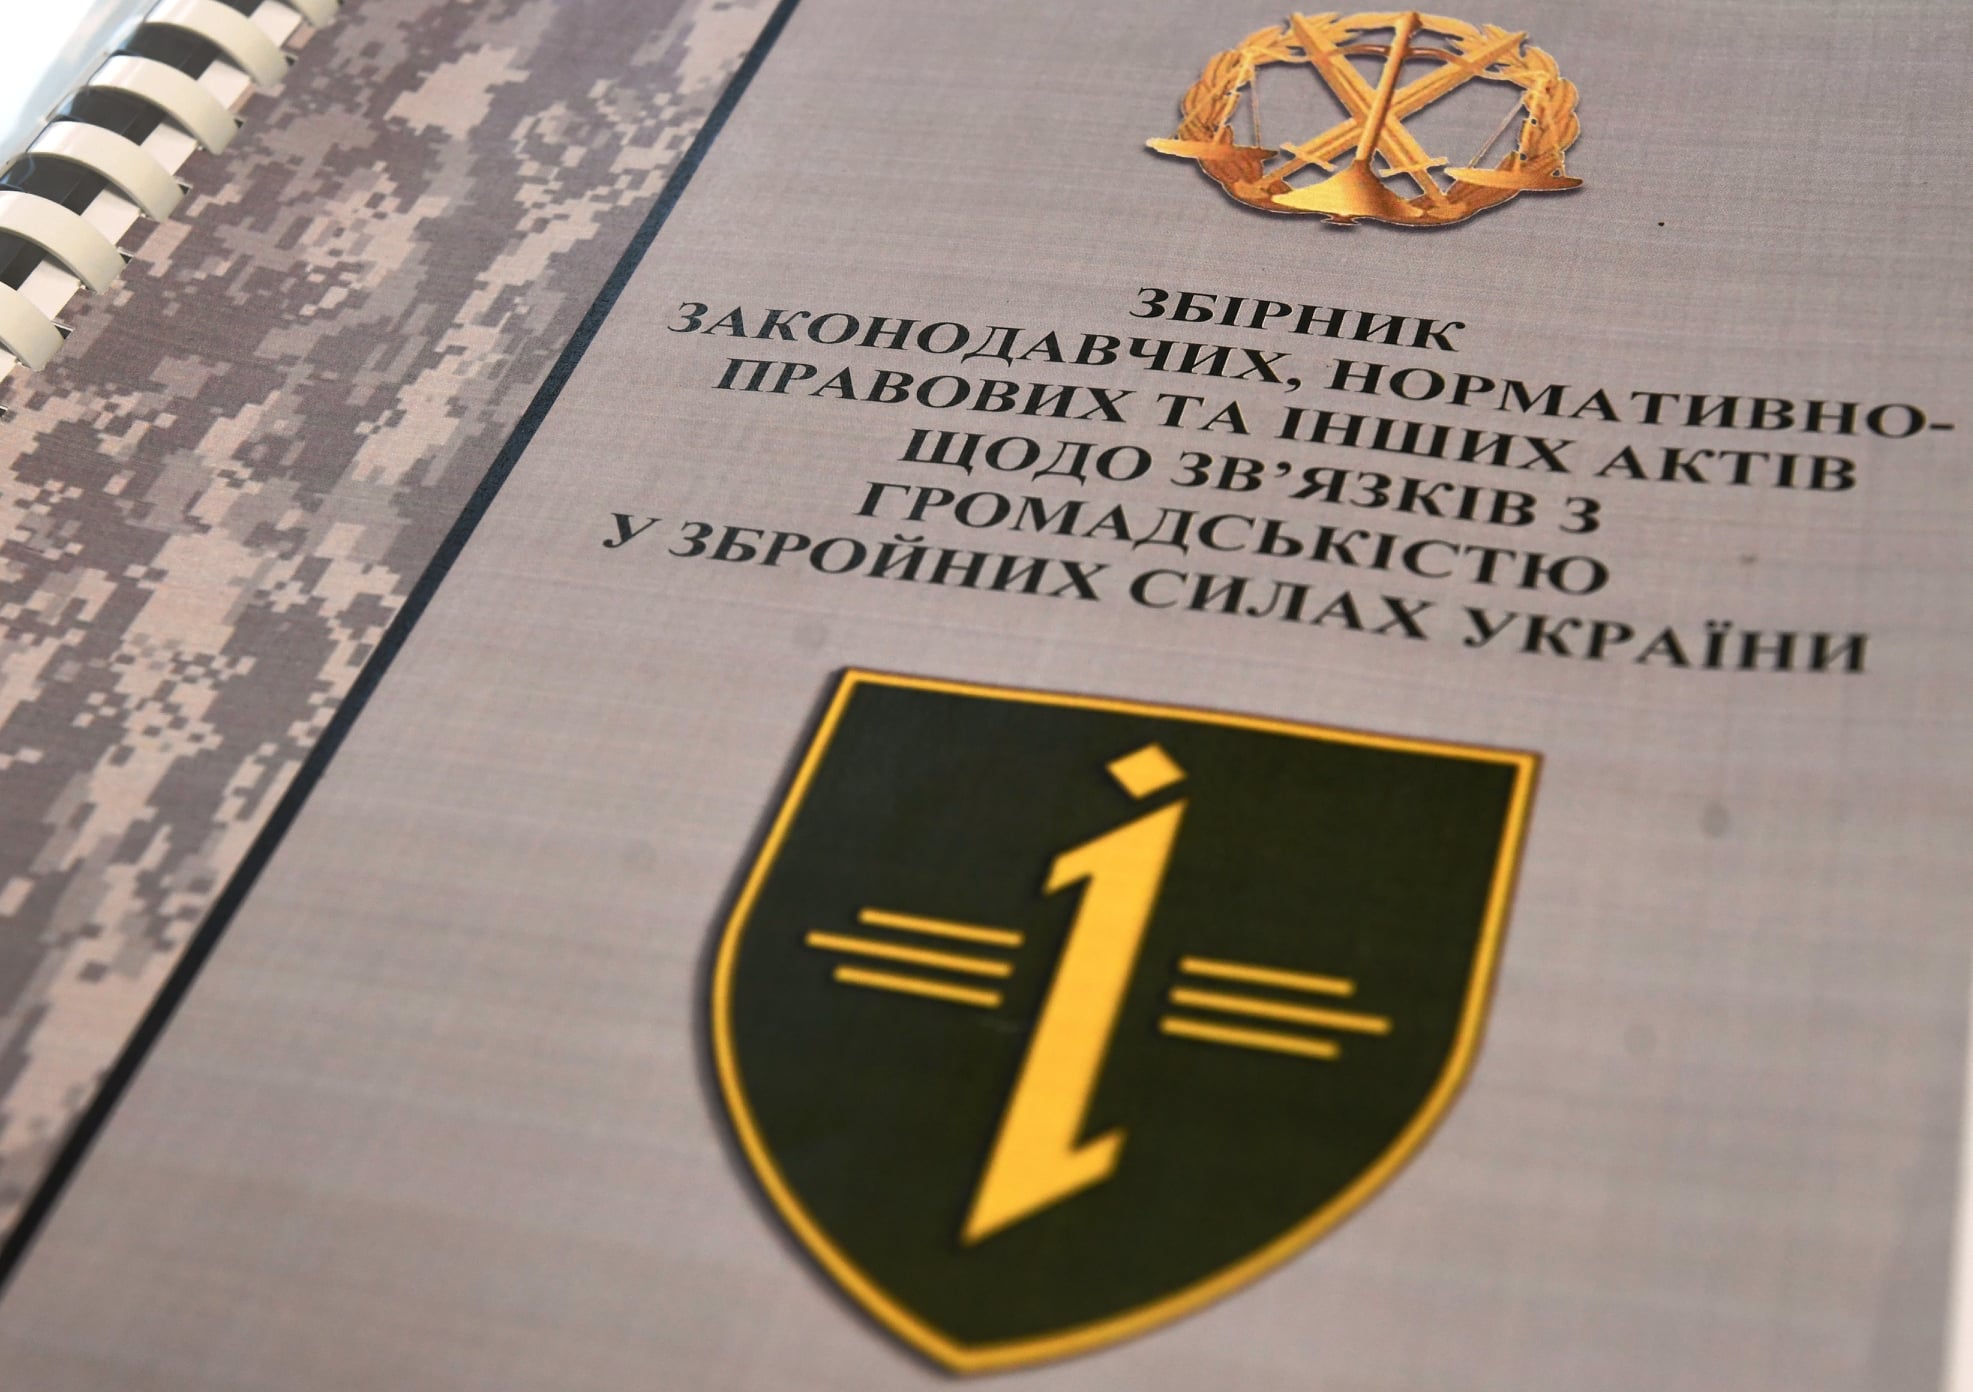 ЗБІРНИК
ЗАКОНОДАВЧИХ, НОРМАТИВНО-
ПРАВОВИХ ТА ІНШИХ АКТІВ
ЩОДО ЗВ’ЯЗКІВ З
ГРОМАДСЬКІСТЮ
У ЗБРОЙНИХ СИЛАХ УКРАЇНИ
і